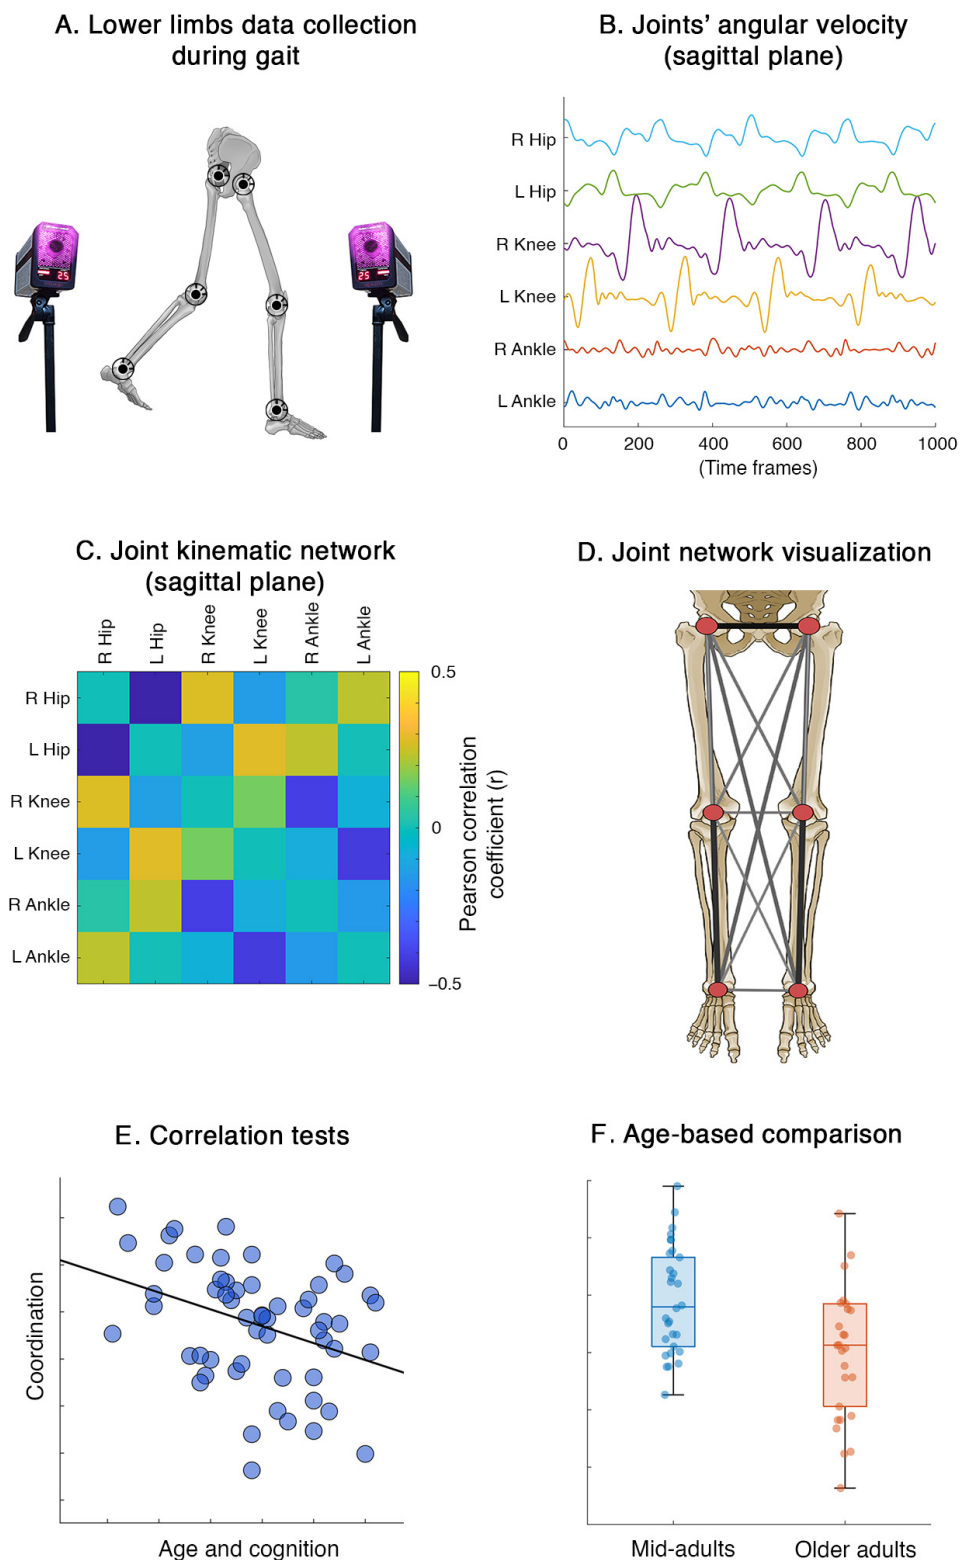 A. Lower limbs data collection
during gait
25
25
B. Joints' angular velocity
(sagittal plane)
R Hip
L Hip
R Knee
L Knee
R Ankle
L Ankle
0 200 400 600 800 1000
(Time frames)
C. Joint kinematic network
(sagittal plane)
R Hip
L Hip
R Knee
L Knee
R Ankle
L Ankle
R Hip
L Hip
R Knee
L Knee
R Ankle
L Ankle
0.5
0
−0.5
Pearson correlation
coefficient (r)
D. Joint network visualization
E. Correlation tests
Coordination
Age and cognition
F. Age-based comparison
Mid-adults Older adults